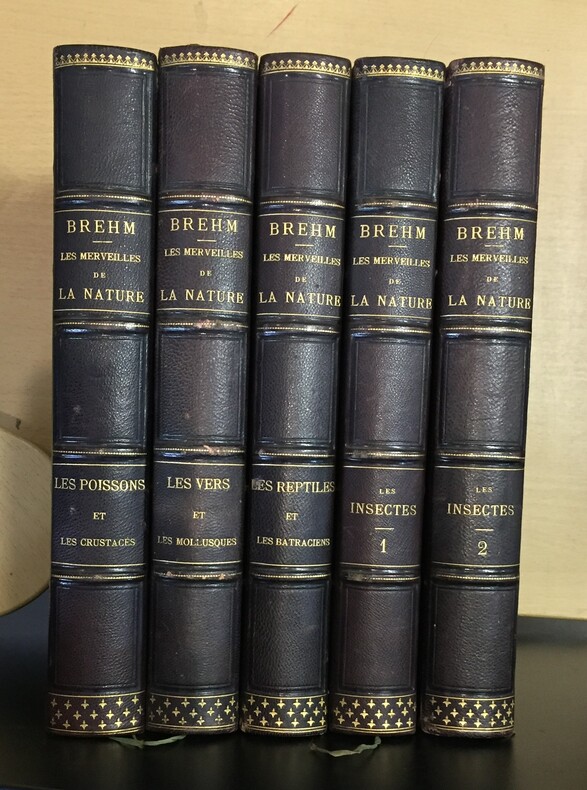 BREHM
LES MERVEILLES
DE
LA NATURE
LES POISSONS
ET
LES CRUSTACÉS
BREHM
LES MERVEILLES
DE
LA NATURE
LES VERS
ET
LES MOLLUSQUES
BREHM
LES MERVEILLES
DE
LA NATURE
LES REPTILES
ET
LES BATRACIENS
BREHM
LES MERVEILLES
DE
LA NATURE
LES
INSECTES
1
BREHM
LES MERVEILLES
DE
LA NATURE
LES
INSECTES
2